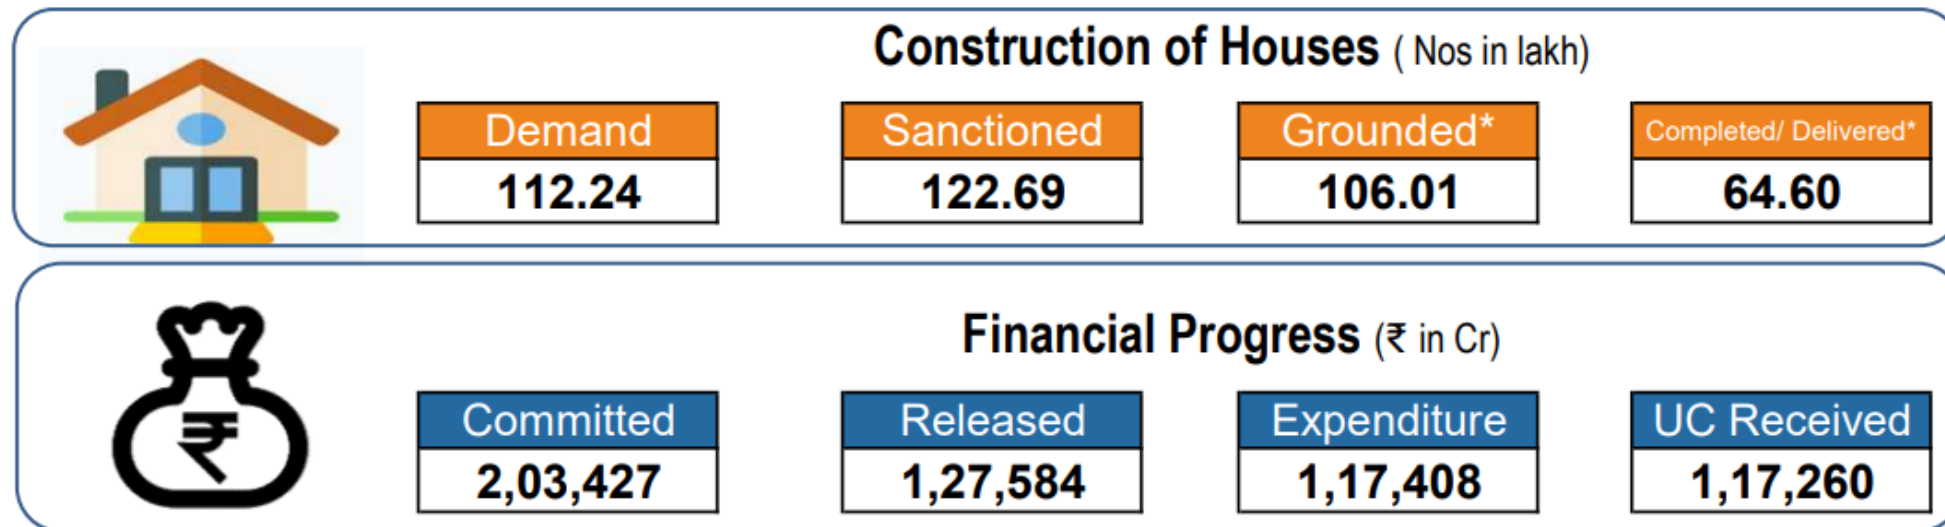 Construction of Houses ( Nos in lakh)
Demand Sanctioned Grounded* Completed/ Delivered*
112.24 122.69 106.01 64.60
Financial Progress (₹ in Cr)
₹
Committed Released Expenditure UC Received
2,03,427 1,27,584 1,17,408 1,17,260